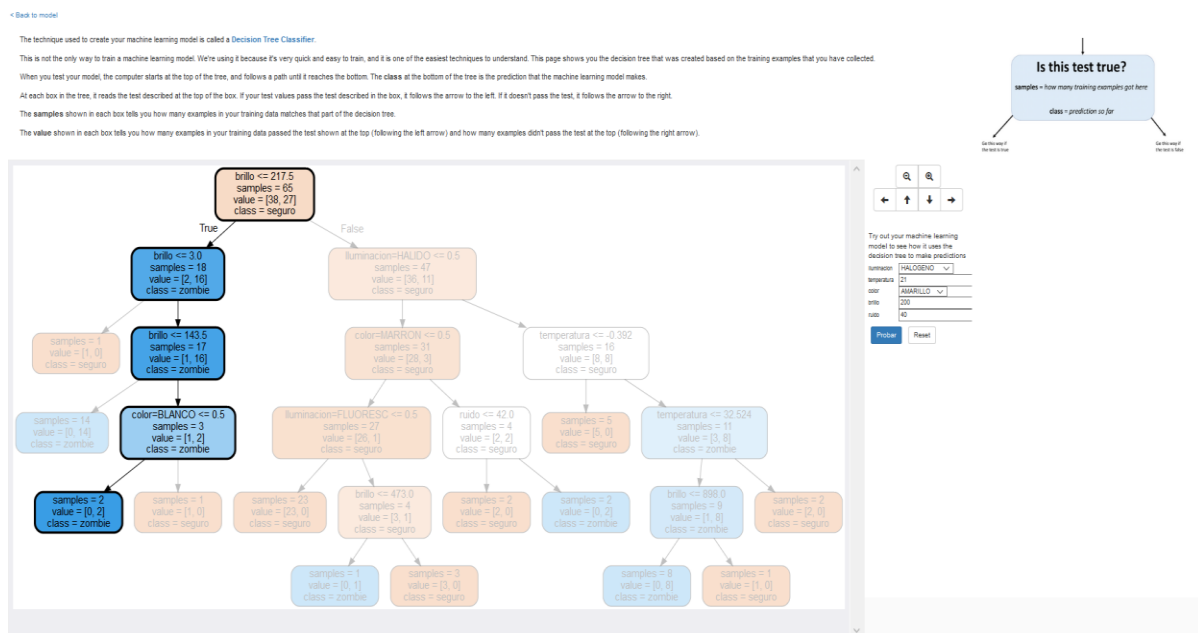 < Back to model
The technique used to create your machine learning model is called a Decision Tree Classifier.
This is not the only way to train a machine learning model. We're using it because it's very quick and easy to train, and it is one of the easiest techniques to understand. This page shows you the decision tree that was created based on the training examples that you have collected.
When you test your model, the computer starts at the top of the tree, and follows a path until it reaches the bottom. The class at the bottom of the tree is the prediction that the machine learning model makes.
At each box in the tree, it reads the test described at the top of the box. If your test values pass the test described in the box, it follows the arrow to the left. If it doesn't pass the test, it follows the arrow to the right.
The samples shown in each box tells you how many examples in your training data matches that part of the decision tree.
The value shown in each box tells you how many examples in your training data passed the test shown at the top (following the left arrow) and how many examples didn't pass the test at the top (following the right arrow).
Is this test true?
samples = how many training examples got here
class = prediction so far
Go this way if
the test is true
Go this way if
the test is false
brillo <= 217.5
samples = 65
value = [38, 27]
class = seguro
True
False
brillo <= 3.0
samples = 18
value = [2, 16]
class = zombie
Iluminacion=HALIDO <= 0.5
samples = 47
value = [36, 11]
class = seguro
samples = 1
value = [1, 0]
class = seguro
brillo <= 143.5
samples = 17
value = [1, 16]
class = zombie
color=MARRON <= 0.5
samples = 31
value = [28, 3]
class = seguro
temperatura <= -0.392
samples = 16
value = [8, 8]
class = seguro
samples = 14
value = [0, 14]
class = zombie
color=BLANCO <= 0.5
samples = 3
value = [1, 2]
class = zombie
Iluminacion=FLUORESC <= 0.5
samples = 27
value = [26, 1]
class = seguro
ruido <= 42.0
samples = 4
value = [2, 2]
class = seguro
samples = 5
value = [5, 0]
class = seguro
temperatura <= 32.524
samples = 11
value = [3, 8]
class = zombie
samples = 2
value = [0, 2]
class = zombie
samples = 1
value = [1, 0]
class = seguro
samples = 23
value = [23, 0]
class = seguro
brillo <= 473.0
samples = 4
value = [3, 1]
class = seguro
samples = 2
value = [2, 0]
class = seguro
samples = 2
value = [0, 2]
class = zombie
brillo <= 898.0
samples = 9
value = [1, 8]
class = zombie
samples = 2
value = [2, 0]
class = seguro
samples = 1
value = [0, 1]
class = zombie
samples = 3
value = [3, 0]
class = seguro
samples = 8
value = [0, 8]
class = zombie
samples = 1
value = [1, 0]
class = seguro
Try out your machine learning
model to see how it uses the
decision tree to make predictions
Iluminacion HALOGENO
temperatura 21
color AMARILLO
brillo 200
ruido 40
Probar Reset